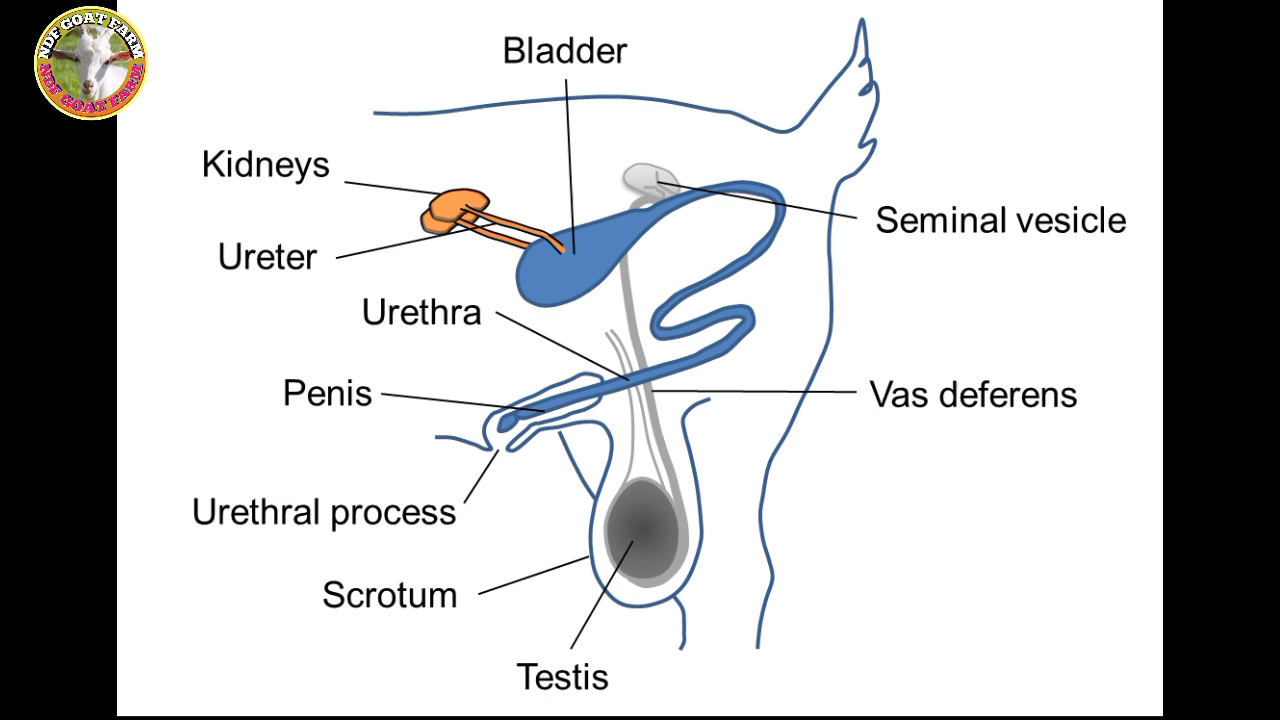 NDF GOAT FARM
NDF GOAT FARM
Bladder
Kidneys
Seminal vesicle
Ureter
Urethra
Penis
Vas deferens
Urethral process
Scrotum
Testis